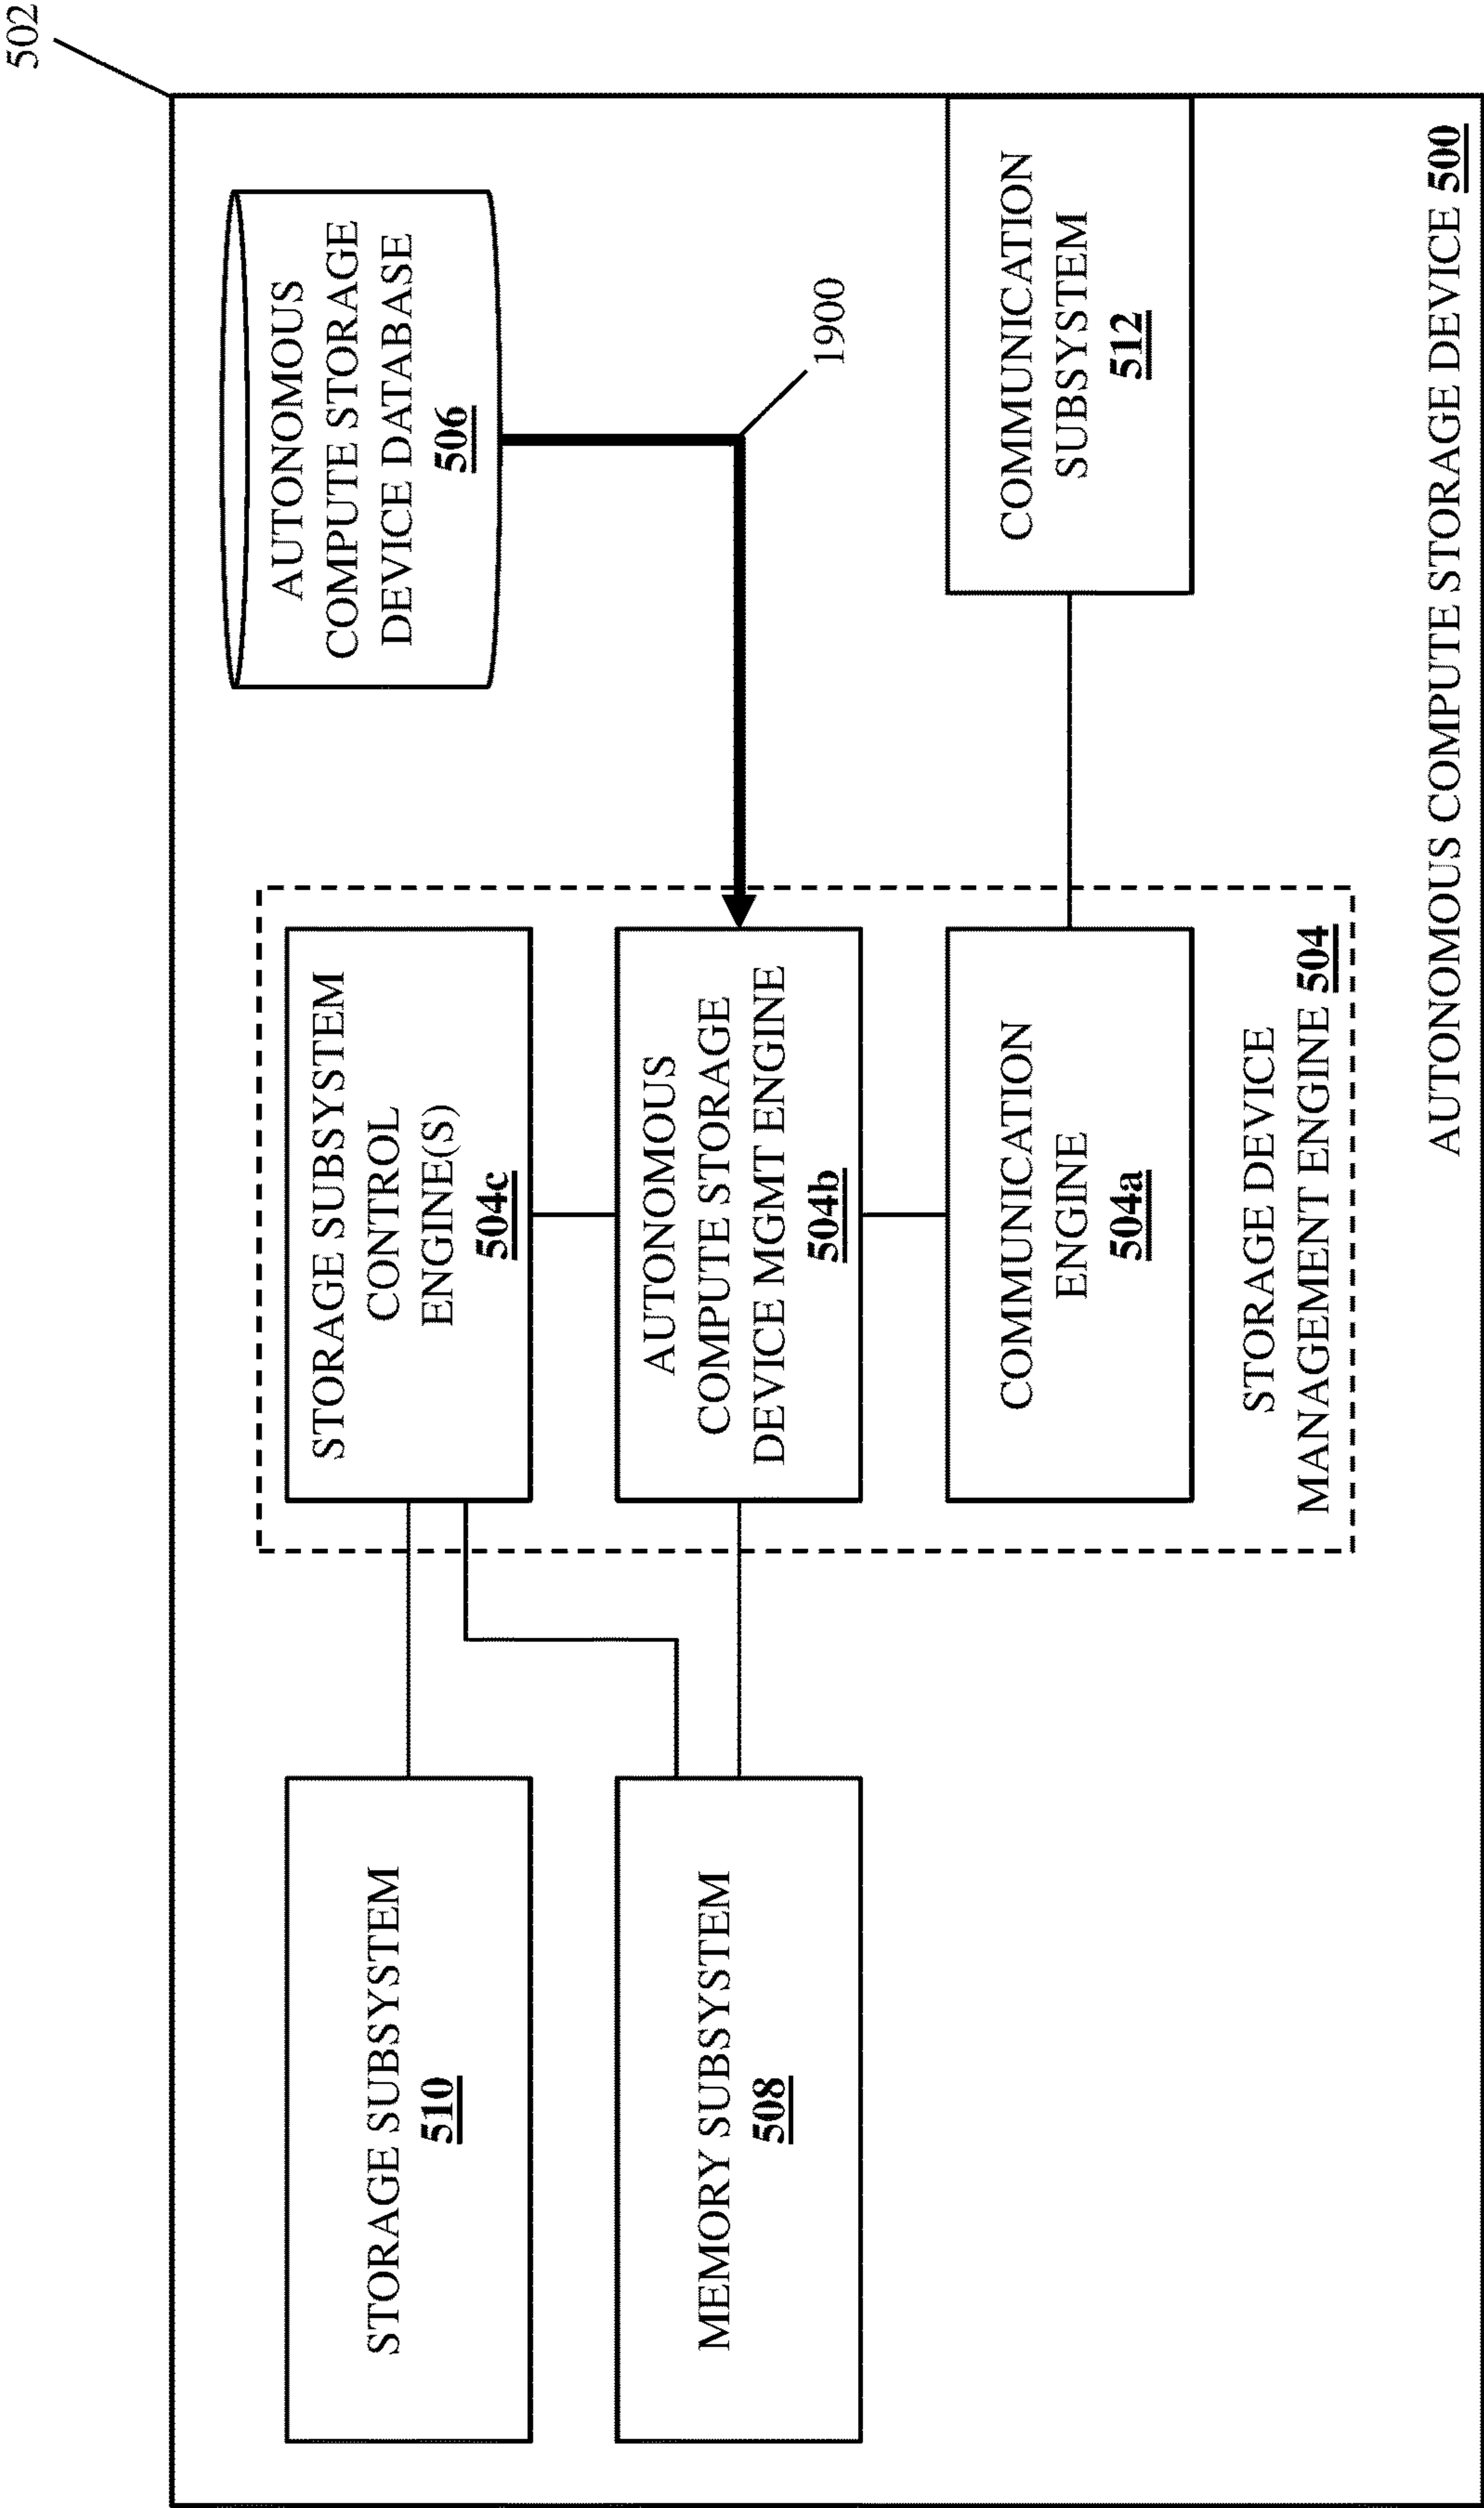 502
STORAGE SUBSYSTEM
510
STORAGE SUBSYSTEM
CONTROL
ENGINE(S)
504c
AUTONOMOUS
COMPUTE STORAGE
DEVICE DATABASE
506
MEMORY SUBSYSTEM
508
AUTONOMOUS
COMPUTE STORAGE
DEVICE MGMT ENGINE
504b
1900
COMMUNICATION
ENGINE
504a
COMMUNICATION
SUBSYSTEM
512
STORAGE DEVICE
MANAGEMENT ENGINE 504
AUTONOMOUS COMPUTE STORAGE DEVICE 500